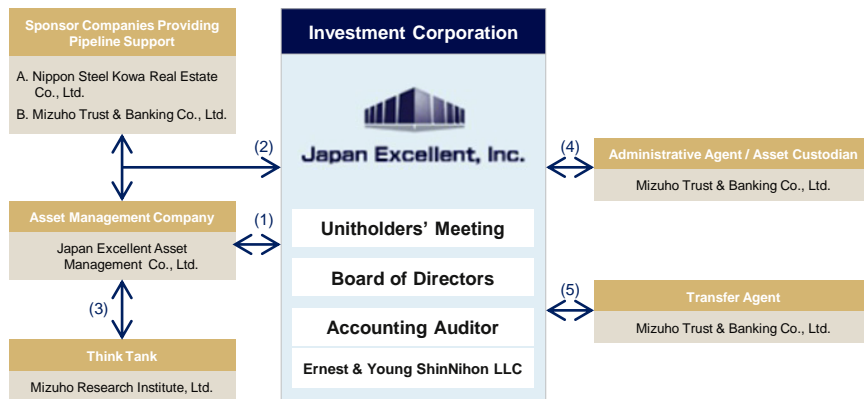 Sponsor Companies Providing
Pipeline Support
A. Nippon Steel Kowa Real Estate
Co., Ltd.
B. Mizuho Trust & Banking Co., Ltd.
(2)
Asset Management Company
Japan Excellent Asset
Management Co., Ltd.
(1)
(3)
Think Tank
Mizuho Research Institute, Ltd.
Investment Corporation
Japan Excellent, Inc.
Unitholders’ Meeting
Board of Directors
Accounting Auditor
Ernest & Young ShinNihon LLC
(4)
Administrative Agent / Asset Custodian
Mizuho Trust & Banking Co., Ltd.
(5)
Transfer Agent
Mizuho Trust & Banking Co., Ltd.